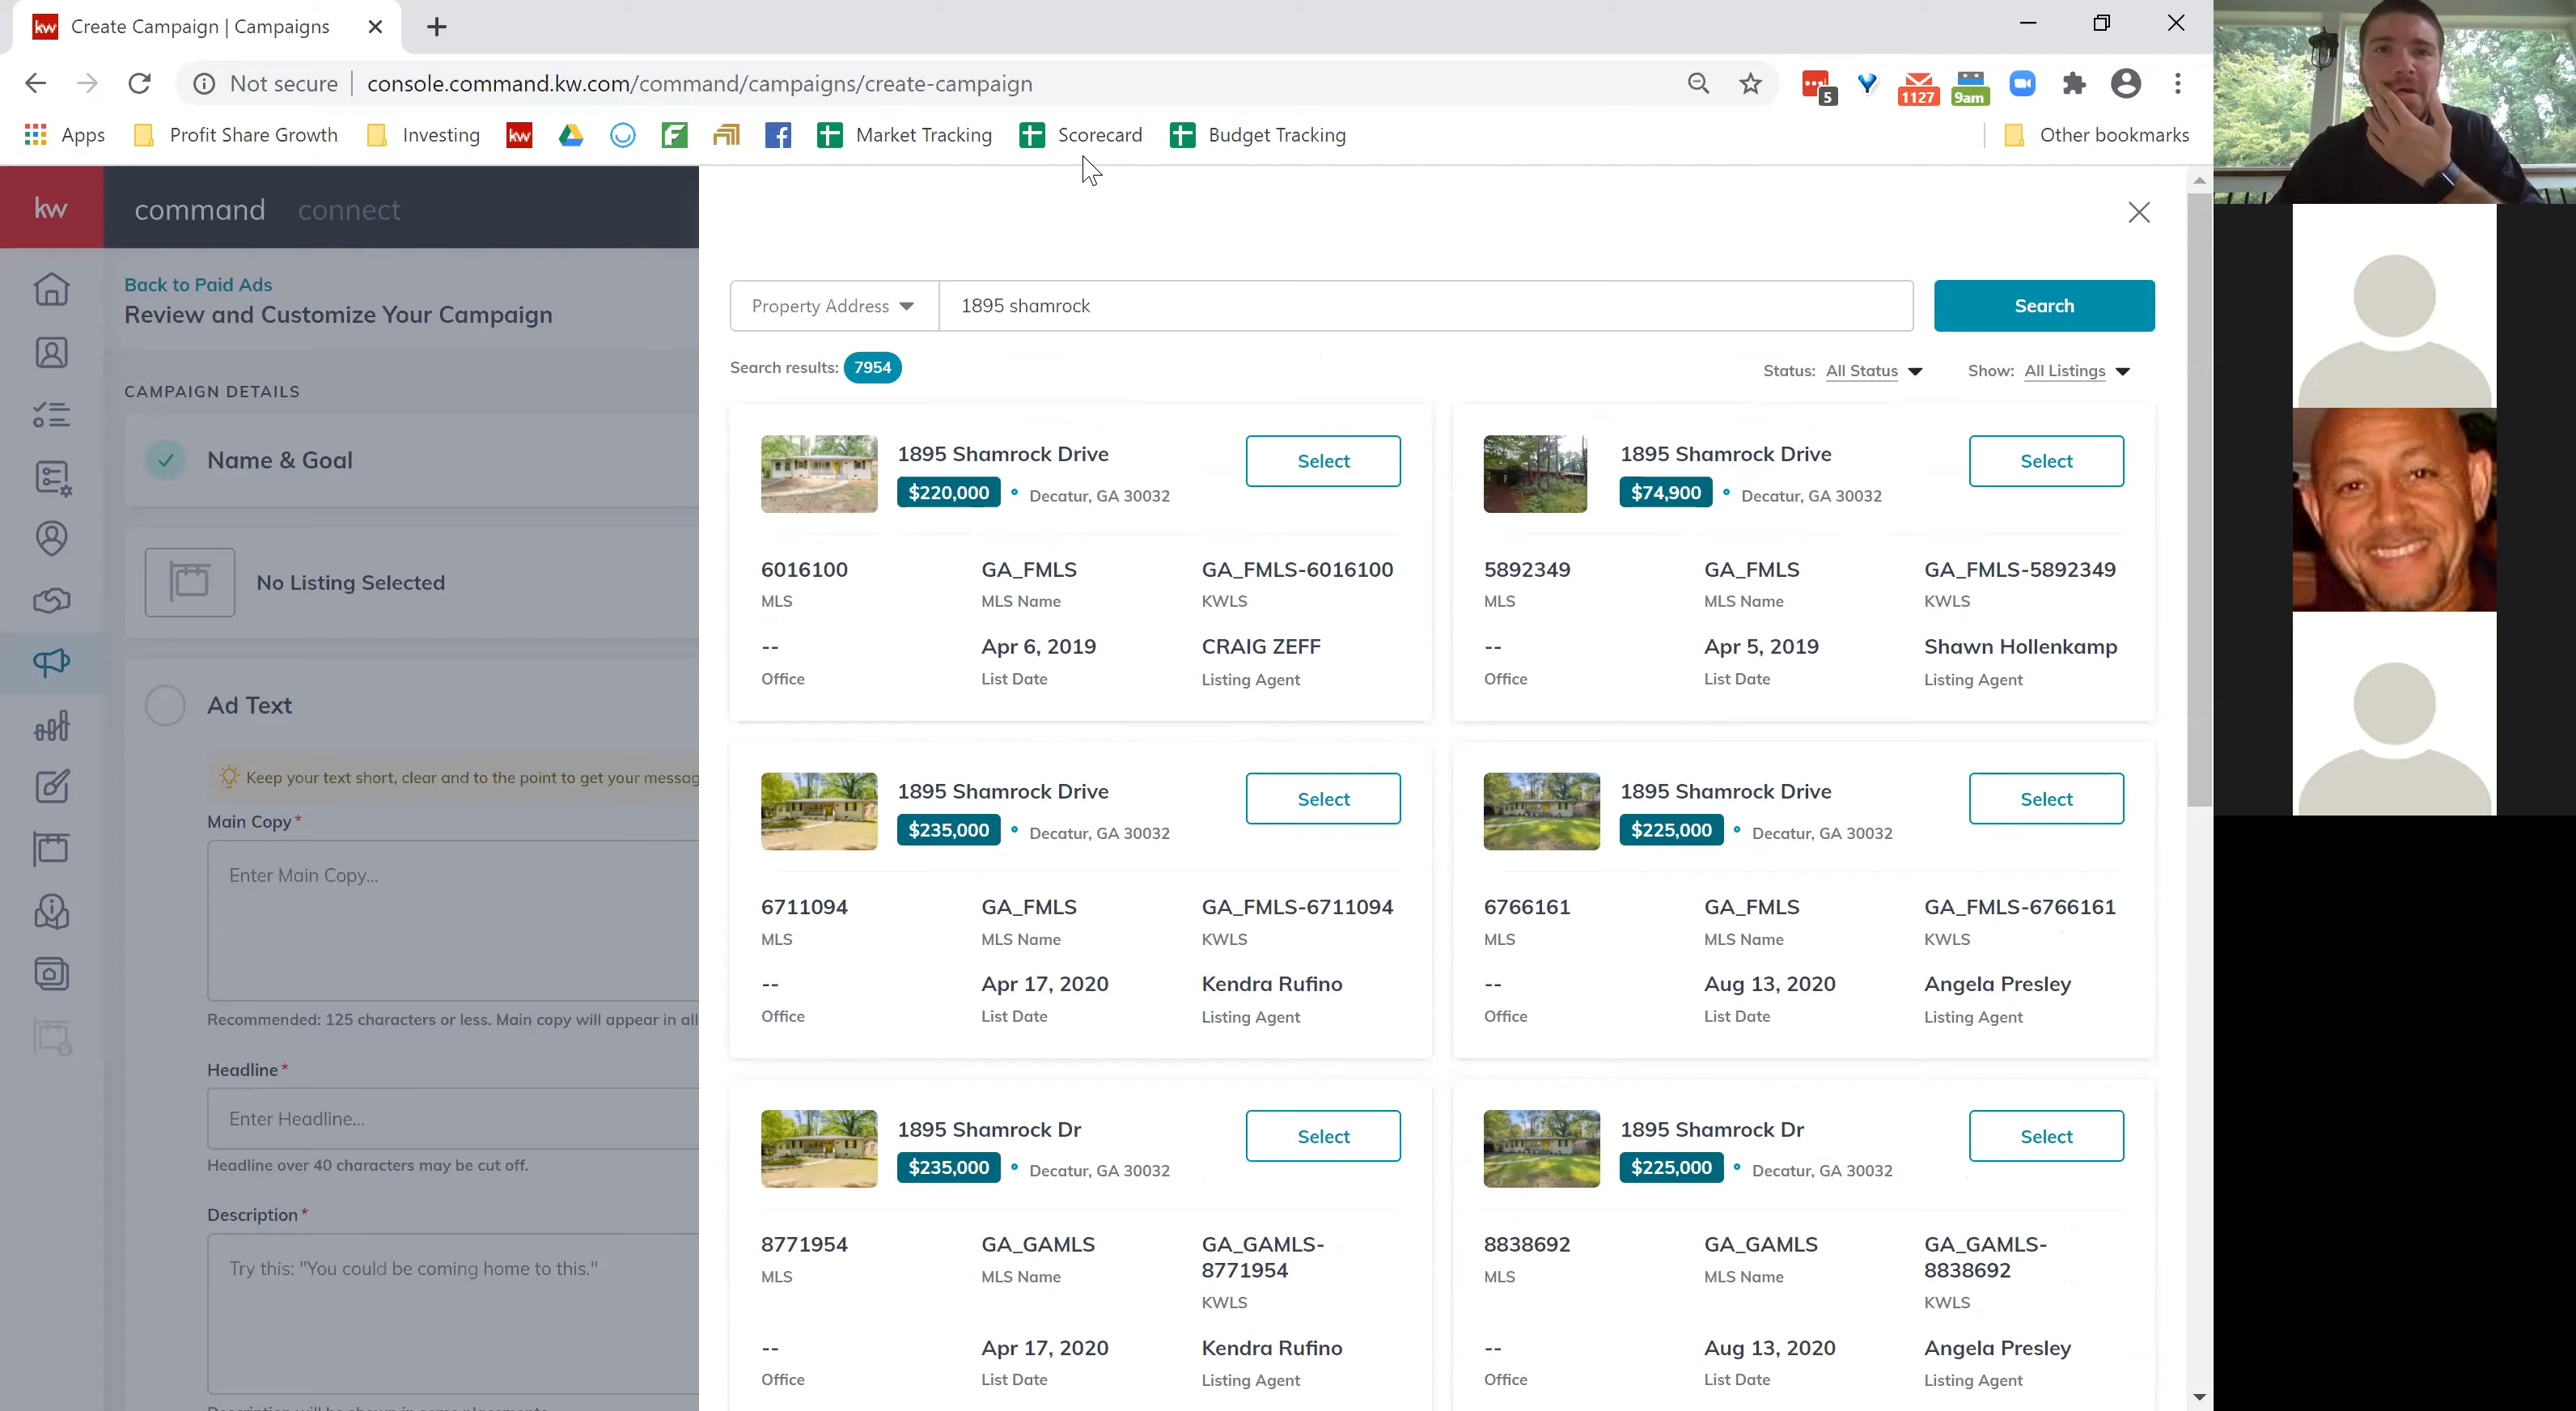 kw Create Campaign | Campaigns
Not secure console.command.kw.com/command/campaigns/create-campaign
5 1127 9am
Apps Profit Share Growth Investing kw Market Tracking Scorecard Budget Tracking Other bookmarks
kw command connect
Back to Paid Ads
Review and Customize Your Campaign
CAMPAIGN DETAILS
Name & Goal
No Listing Selected
Ad Text
Keep your text short, clear and to the point to get your messag
Main Copy*
Enter Main Copy...
Recommended: 125 characters or less. Main copy will appear in all
Headline*
Enter Headline...
Headline over 40 characters may be cut off.
Description*
Try this: "You could be coming home to this."
Property Address 1895 shamrock Search
Search results: 7954 Status: All Status Show: All Listings
1895 Shamrock Drive Select
$220,000 Decatur, GA 30032
6016100 GA_FMLS GA_FMLS-6016100
MLS MLS Name KWLS
-- Apr 6, 2019 CRAIG ZEFF
Office List Date Listing Agent
1895 Shamrock Drive Select
$74,900 Decatur, GA 30032
5892349 GA_FMLS GA_FMLS-5892349
MLS MLS Name KWLS
-- Apr 5, 2019 Shawn Hollenkamp
Office List Date Listing Agent
1895 Shamrock Drive Select
$235,000 Decatur, GA 30032
6711094 GA_FMLS GA_FMLS-6711094
MLS MLS Name KWLS
-- Apr 17, 2020 Kendra Rufino
Office List Date Listing Agent
1895 Shamrock Drive Select
$225,000 Decatur, GA 30032
6766161 GA_FMLS GA_FMLS-6766161
MLS MLS Name KWLS
-- Aug 13, 2020 Angela Presley
Office List Date Listing Agent
1895 Shamrock Dr Select
$235,000 Decatur, GA 30032
8771954 GA_GAMLS GA_GAMLS-
8771954
MLS MLS Name KWLS
-- Apr 17, 2020 Kendra Rufino
Office List Date Listing Agent
1895 Shamrock Dr Select
$225,000 Decatur, GA 30032
8838692 GA_GAMLS GA_GAMLS-
8838692
MLS MLS Name KWLS
-- Aug 13, 2020 Angela Presley
Office List Date Listing Agent